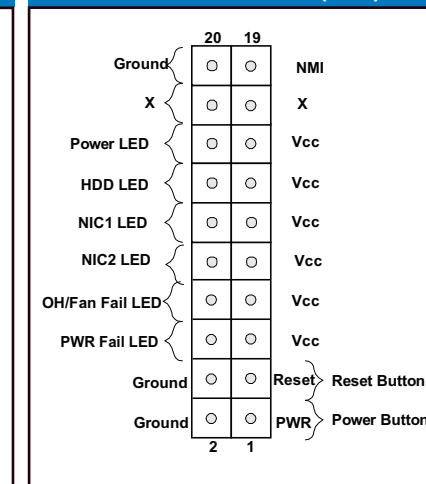 20 19
Ground NMI
X X
Power LED Vcc
HDD LED Vcc
NIC1 LED Vcc
NIC2 LED Vcc
OH/Fan Fail LED Vcc
PWR Fail LED Vcc
Ground Reset Reset Button
Ground PWR Power Button
2 1